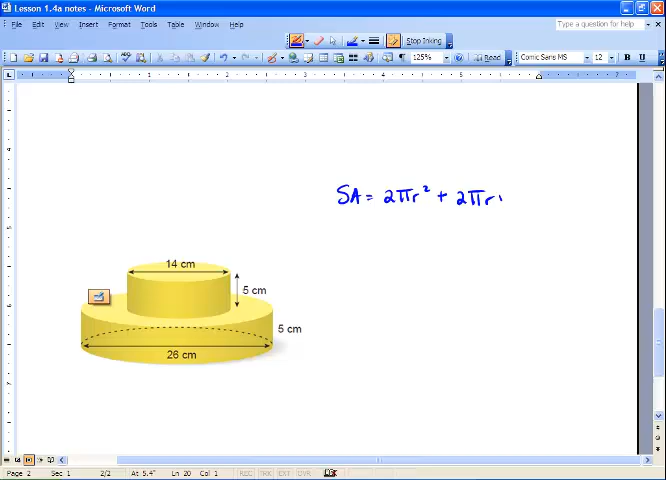 Lesson 1.4a notes - Microsoft Word
File Edit View Insert Format Tools Table Window Help Type a question for help
Stop Inking
125% Read Comic Sans MS 12 B U
SA = 2πr² + 2πr
14 cm
5 cm
5 cm
26 cm
Page 2 Sec 1 2/2 At 5.4" Ln 20 Col 1 REC TRK EXT OVR